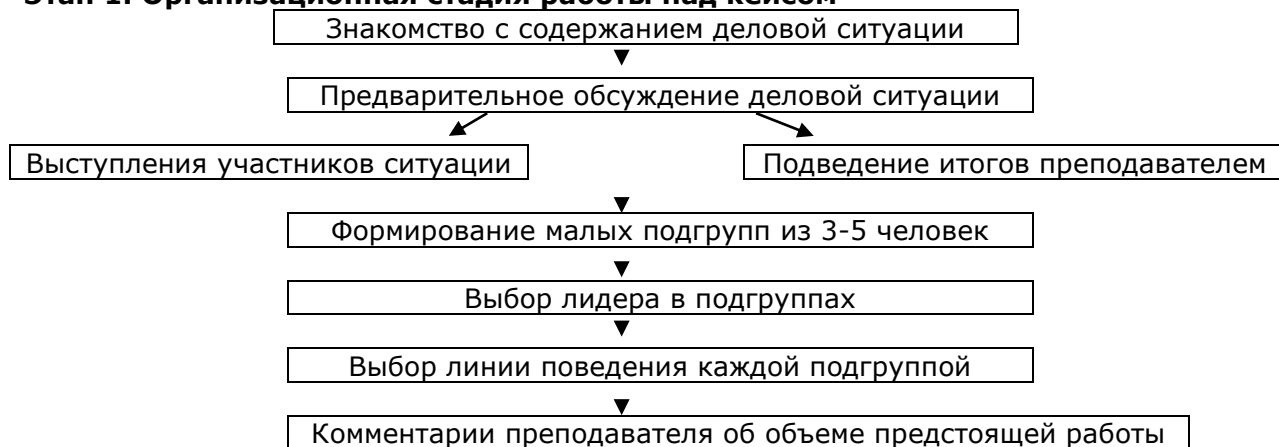 Этап 1. Организационная стадия работы над кейсом
Знакомство с содержанием деловой ситуации
Предварительное обсуждение деловой ситуации
Выступления участников ситуации
Подведение итогов преподавателем
Формирование малых подгрупп из 3-5 человек
Выбор лидера в подгруппах
Выбор линии поведения каждой подгруппой
Комментарии преподавателя об объеме предстоящей работы